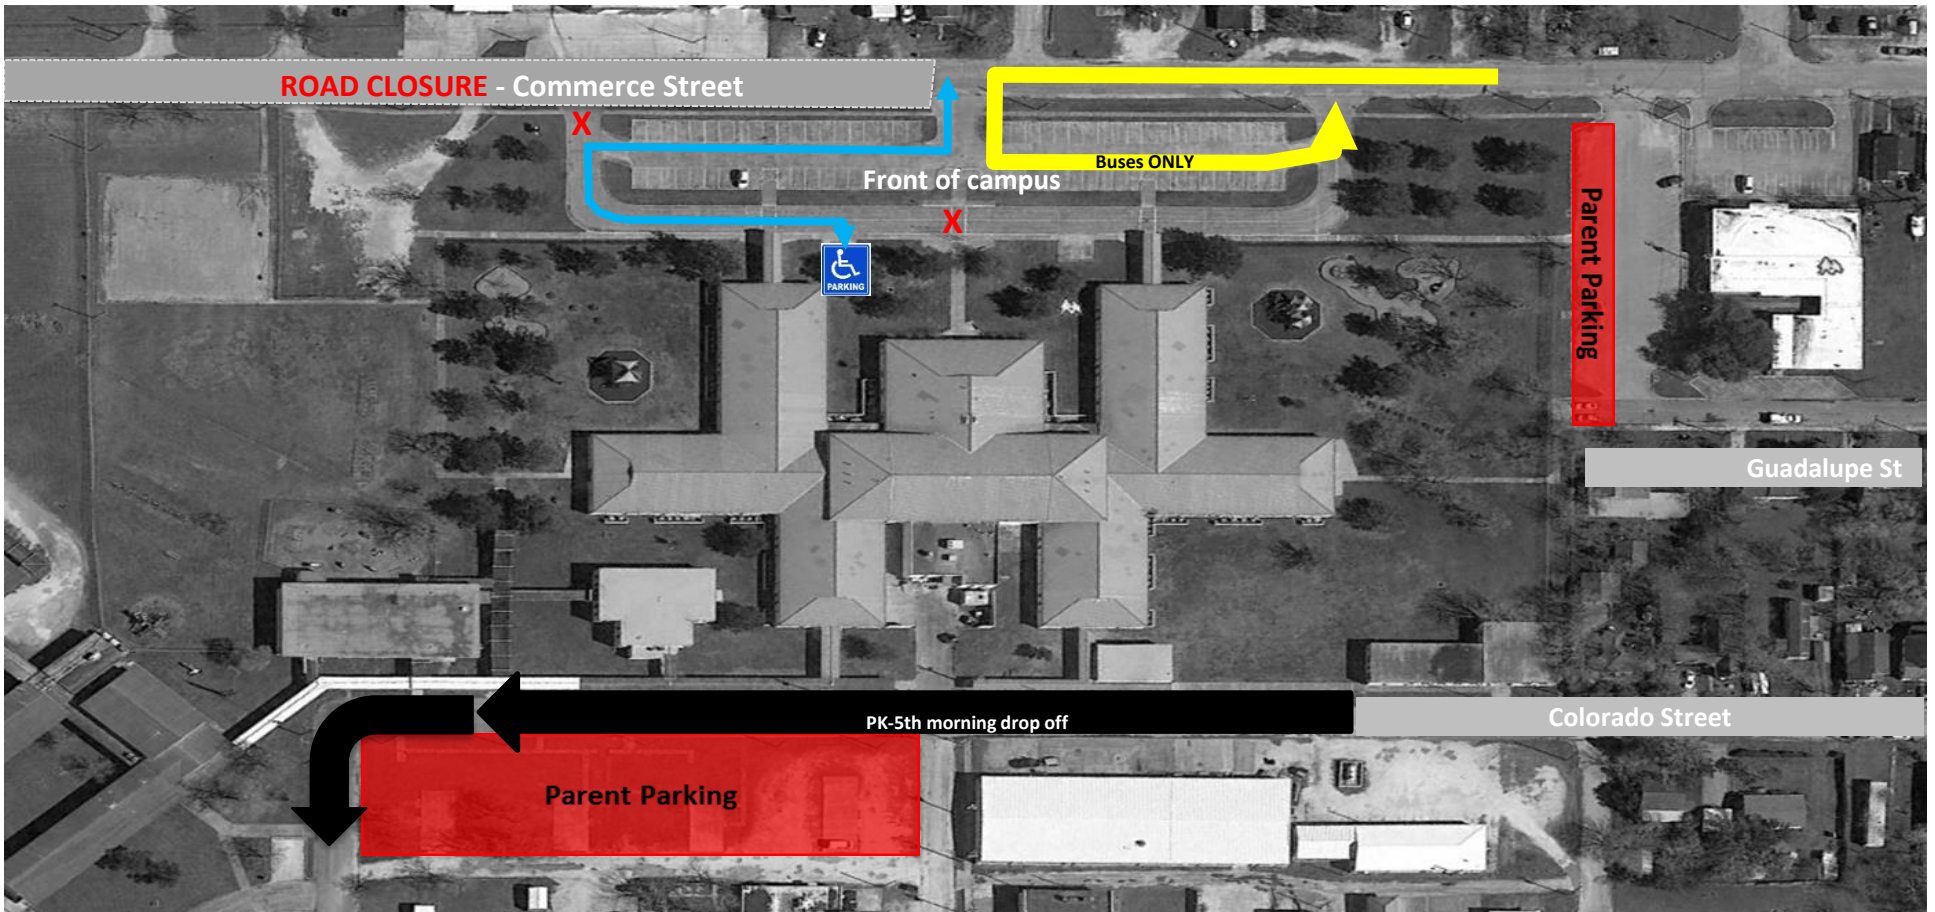 ROAD CLOSURE - Commerce Street
X
Buses ONLY
Front of campus
X
PARKING
Parent Parking
Guadalupe St
PK-5th morning drop off
Colorado Street
Parent Parking